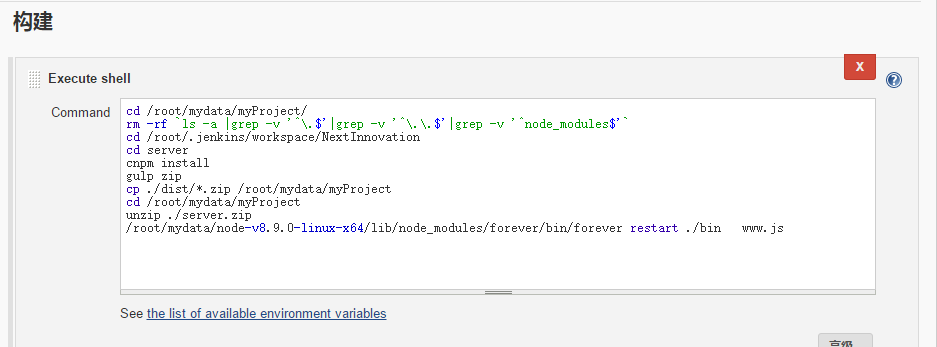 构建
X
Execute shell
Command
cd /root/mydata/myProject/
rm -rf `ls -a |grep -v '^\.$'|grep -v '^\.\.$'|grep -v '^node_modules$'`
cd /root/.jenkins/workspace/NextInnovation
cd server
cnpm install
gulp zip
cp ./dist/*.zip /root/mydata/myProject
cd /root/mydata/myProject
unzip ./server.zip
/root/mydata/node-v8.9.0-linux-x64/lib/node_modules/forever/bin/forever restart ./bin   www.js
See the list of available environment variables
高级...